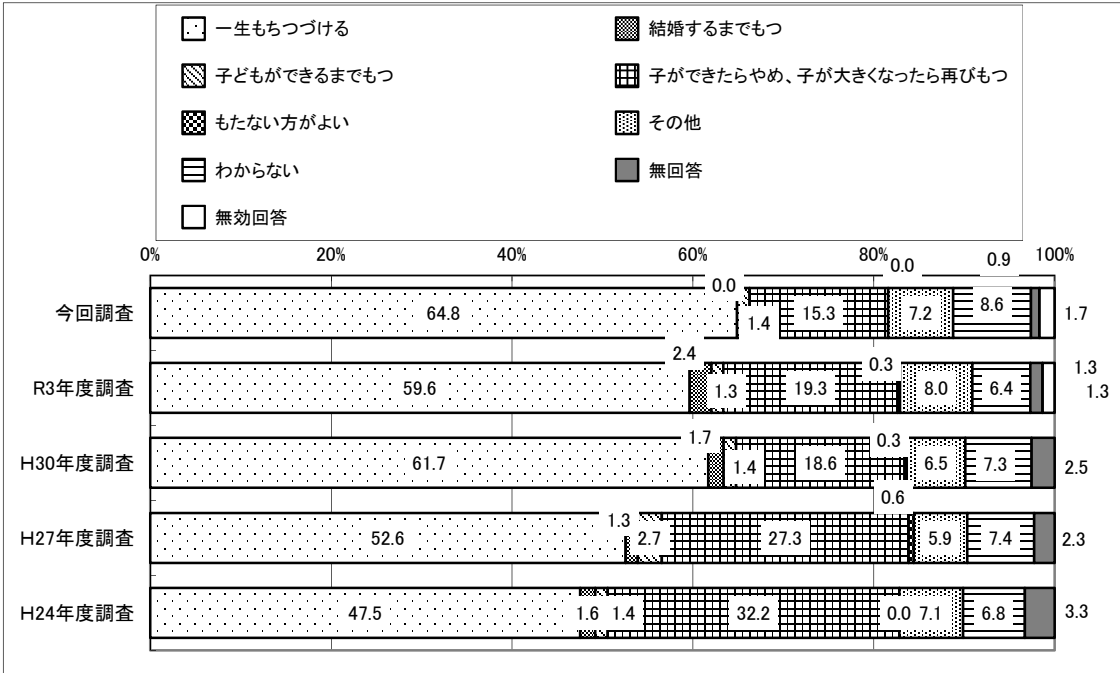 一生もちつづける
結婚するまでもつ
子どもができるまでもつ
子ができたらやめ、子が大きくなったら再びもつ
もたない方がよい
その他
わからない
無回答
無効回答
0% 20% 40% 60% 80% 100%
今回調査 64.8 0.0 1.4 15.3 0.0 7.2 8.6 0.9 1.7
R3年度調査 59.6 2.4 1.3 19.3 0.3 8.0 6.4 1.3 1.3
H30年度調査 61.7 1.7 1.4 18.6 0.3 6.5 7.3 2.5
H27年度調査 52.6 1.3 2.7 27.3 0.6 5.9 7.4 2.3
H24年度調査 47.5 1.6 1.4 32.2 0.0 7.1 6.8 3.3